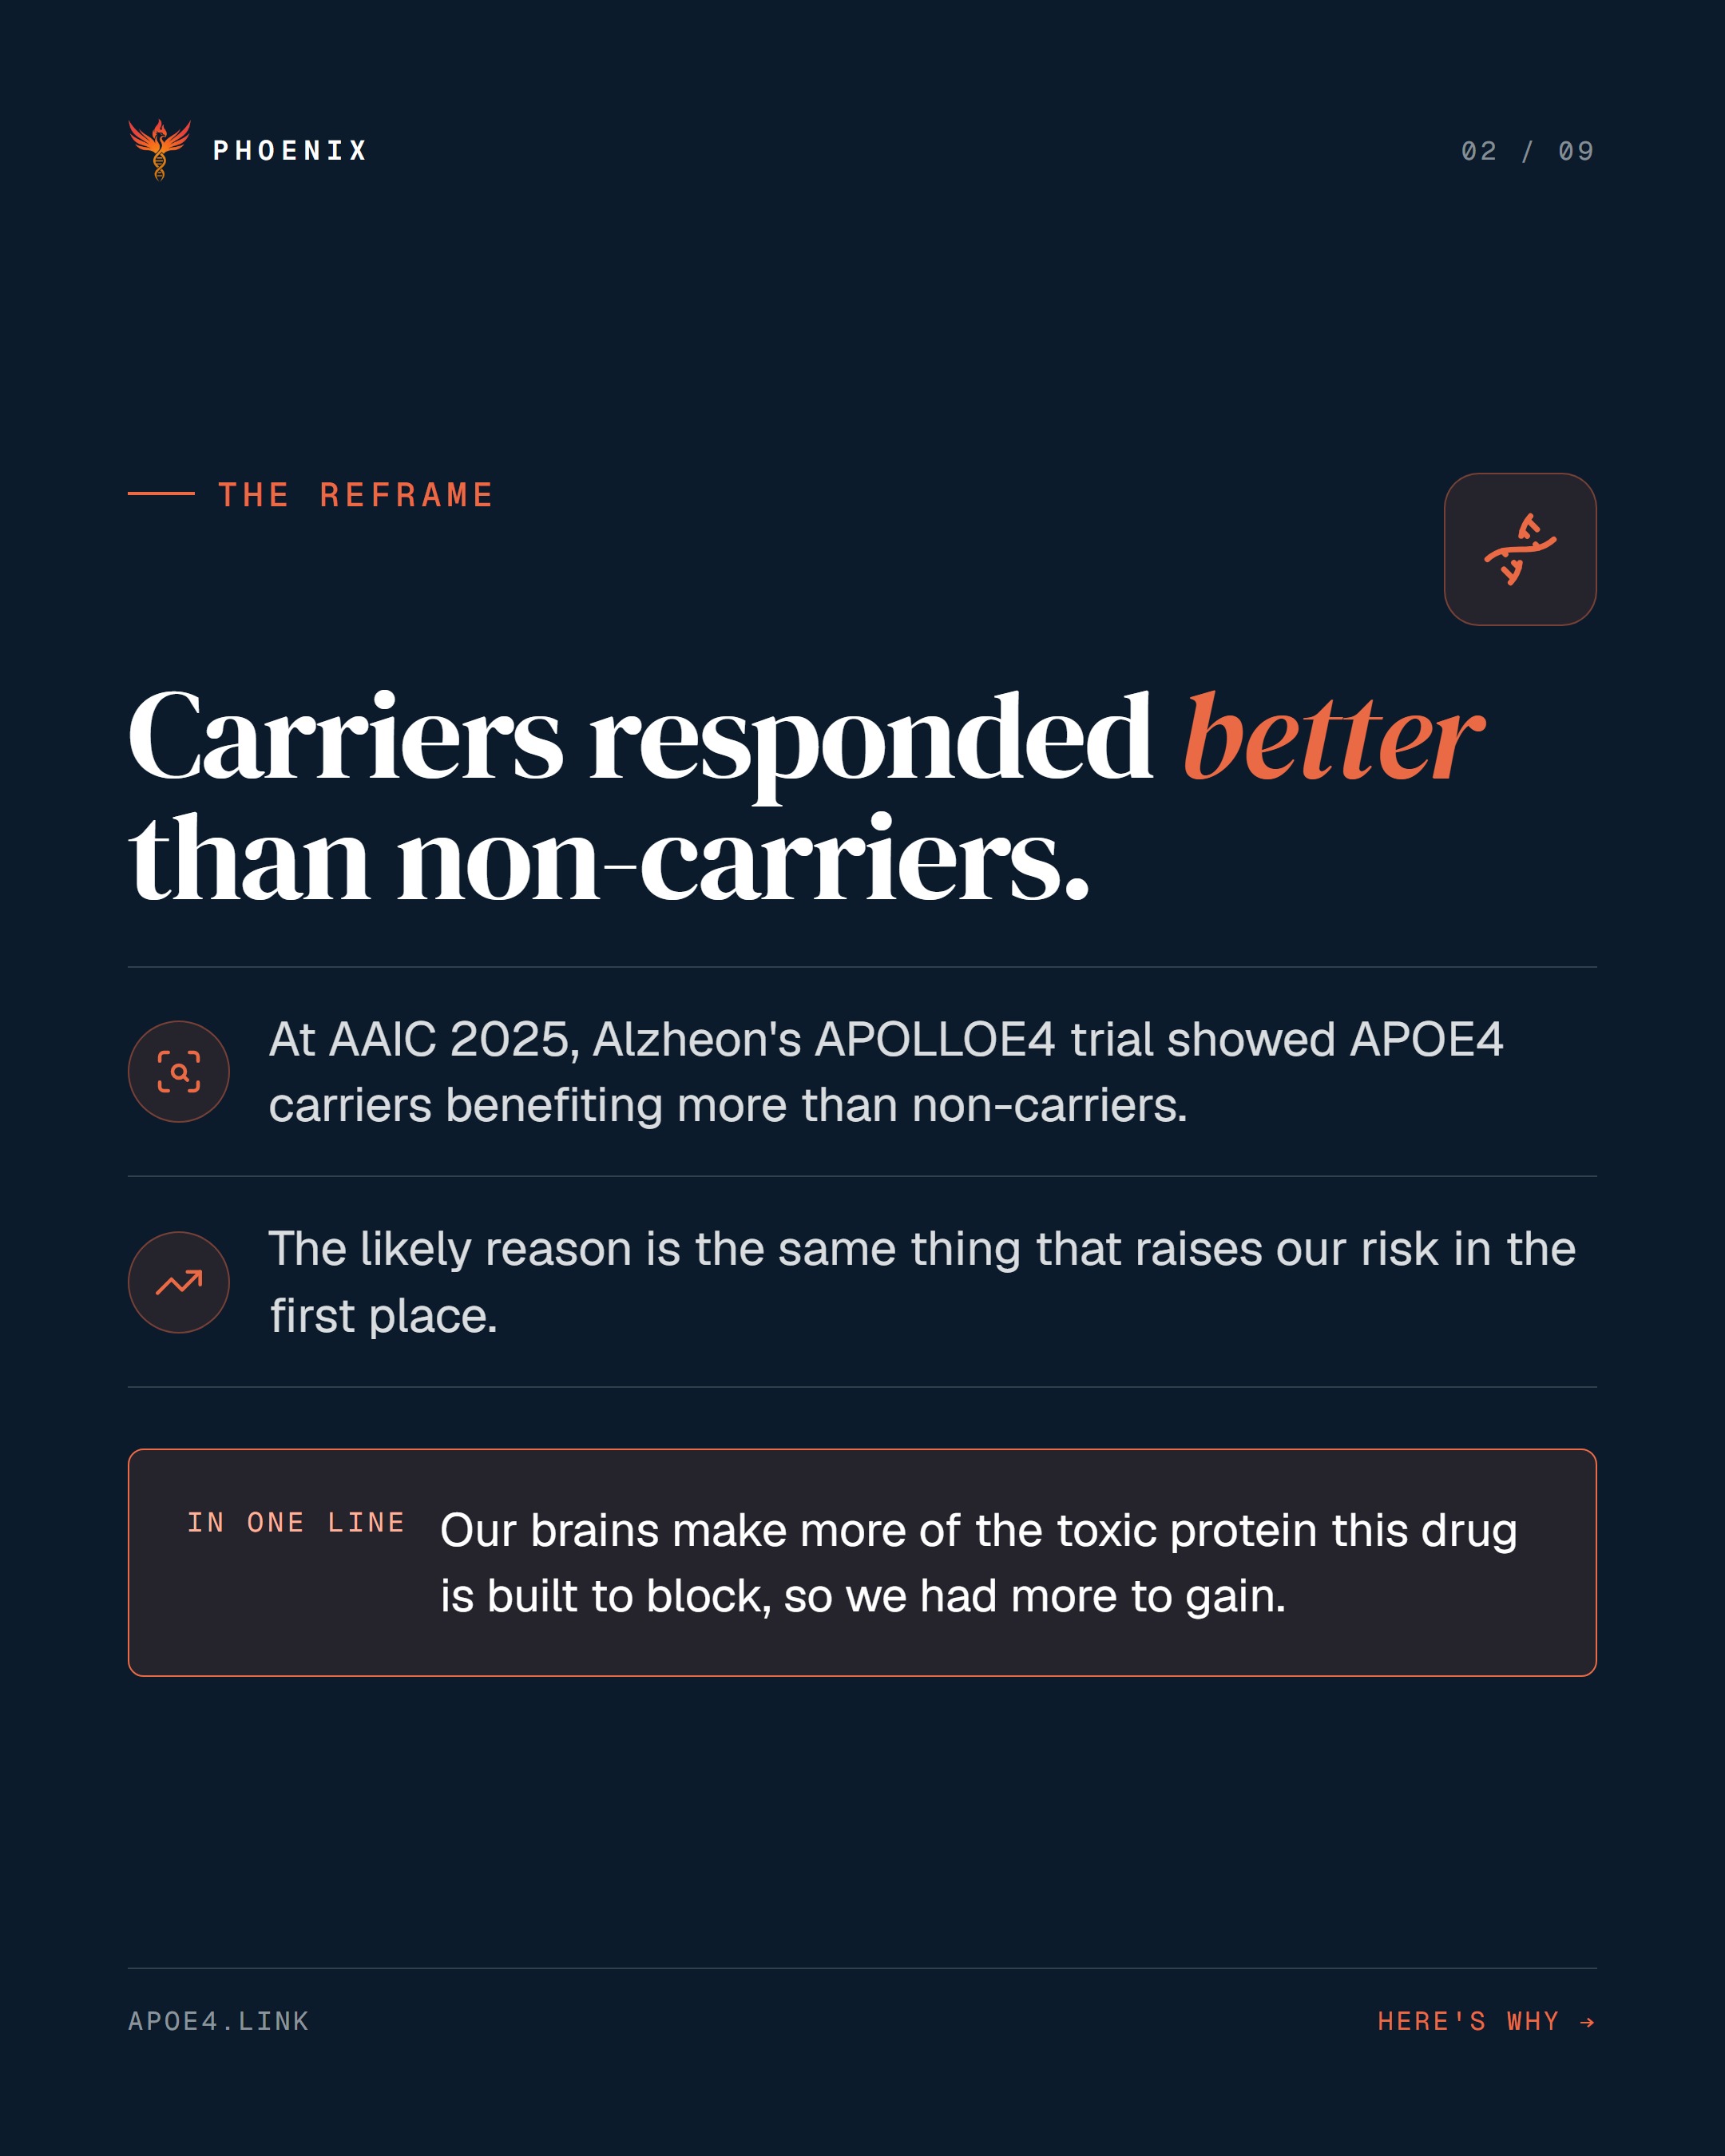 PHOENIX
02 / 09
THE REFRAME
Carriers responded better
than non-carriers.
At AAIC 2025, Alzheon's APOLLOE4 trial showed APOE4
carriers benefiting more than non-carriers.
The likely reason is the same thing that raises our risk in the
first place.
IN ONE LINE
Our brains make more of the toxic protein this drug
is built to block, so we had more to gain.
APOE4.LINK
HERE'S WHY →